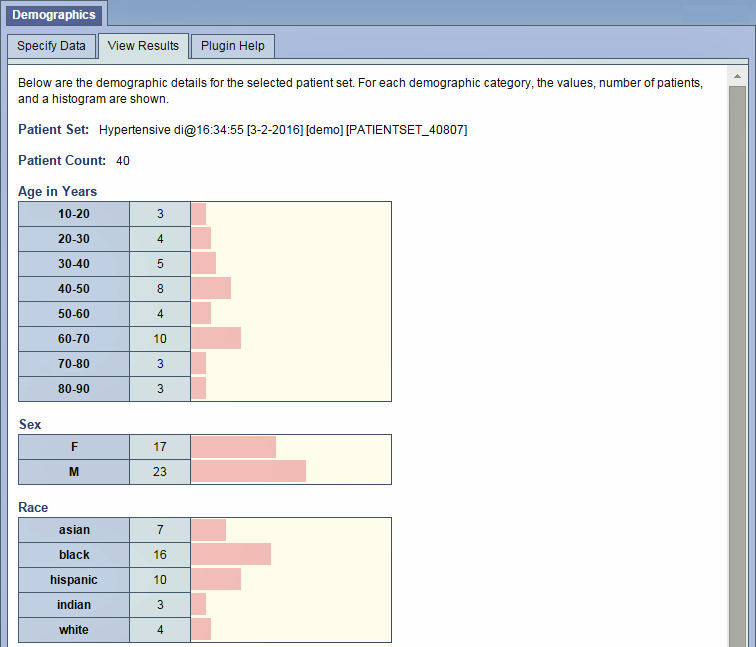 Demographics
Specify Data View Results Plugin Help
Below are the demographic details for the selected patient set. For each demographic category, the values, number of patients,
and a histogram are shown.
Patient Set: Hypertensive di@16:34:55 [3-2-2016] [demo] [PATIENTSET_40807]
Patient Count: 40
Age in Years
10-20 3
20-30 4
30-40 5
40-50 8
50-60 4
60-70 10
70-80 3
80-90 3
Sex
F 17
M 23
Race
asian 7
black 16
hispanic 10
indian 3
white 4